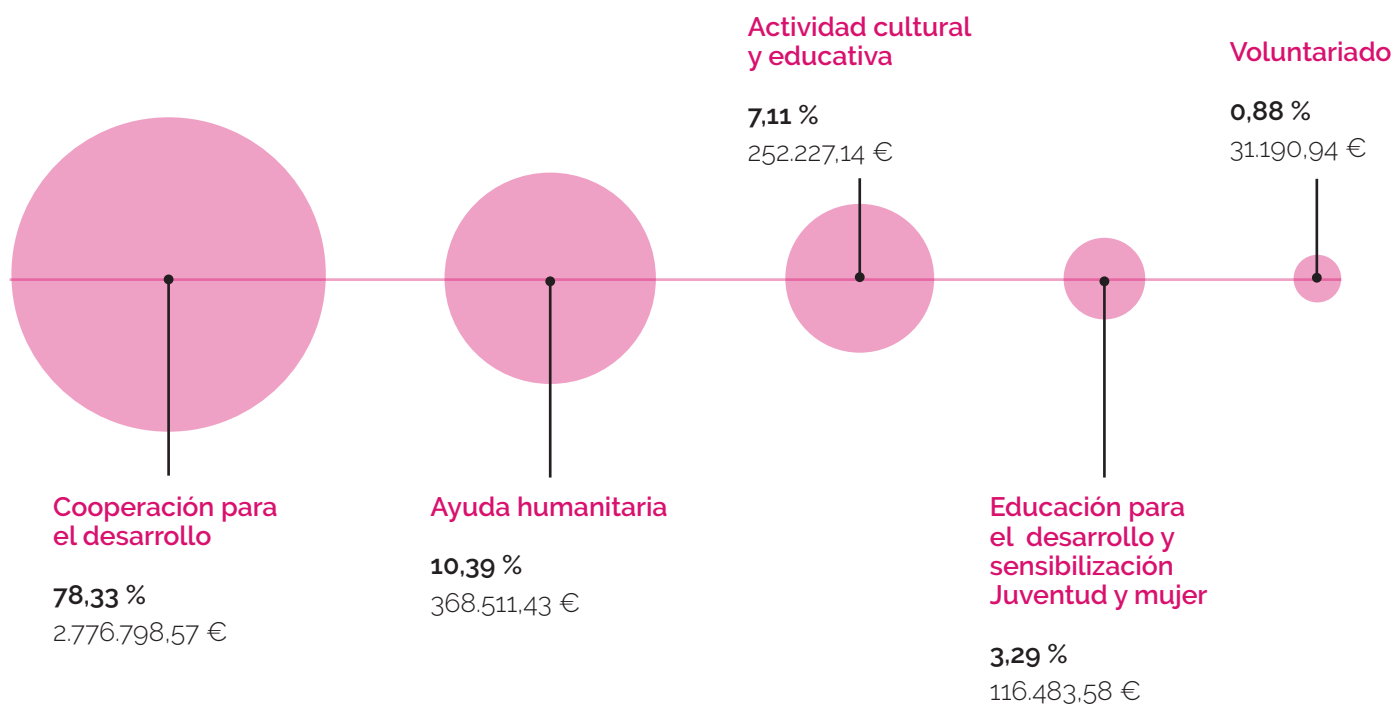 Cooperación para
el desarrollo
78,33 %
2.776.798,57 €
Ayuda humanitaria
10,39 %
368.511,43 €
Actividad cultural
y educativa
7,11 %
252.227,14 €
Educación para
el desarrollo y
sensibilización
Juventud y mujer
3,29 %
116.483,58 €
Voluntariado
0,88 %
31.190,94 €